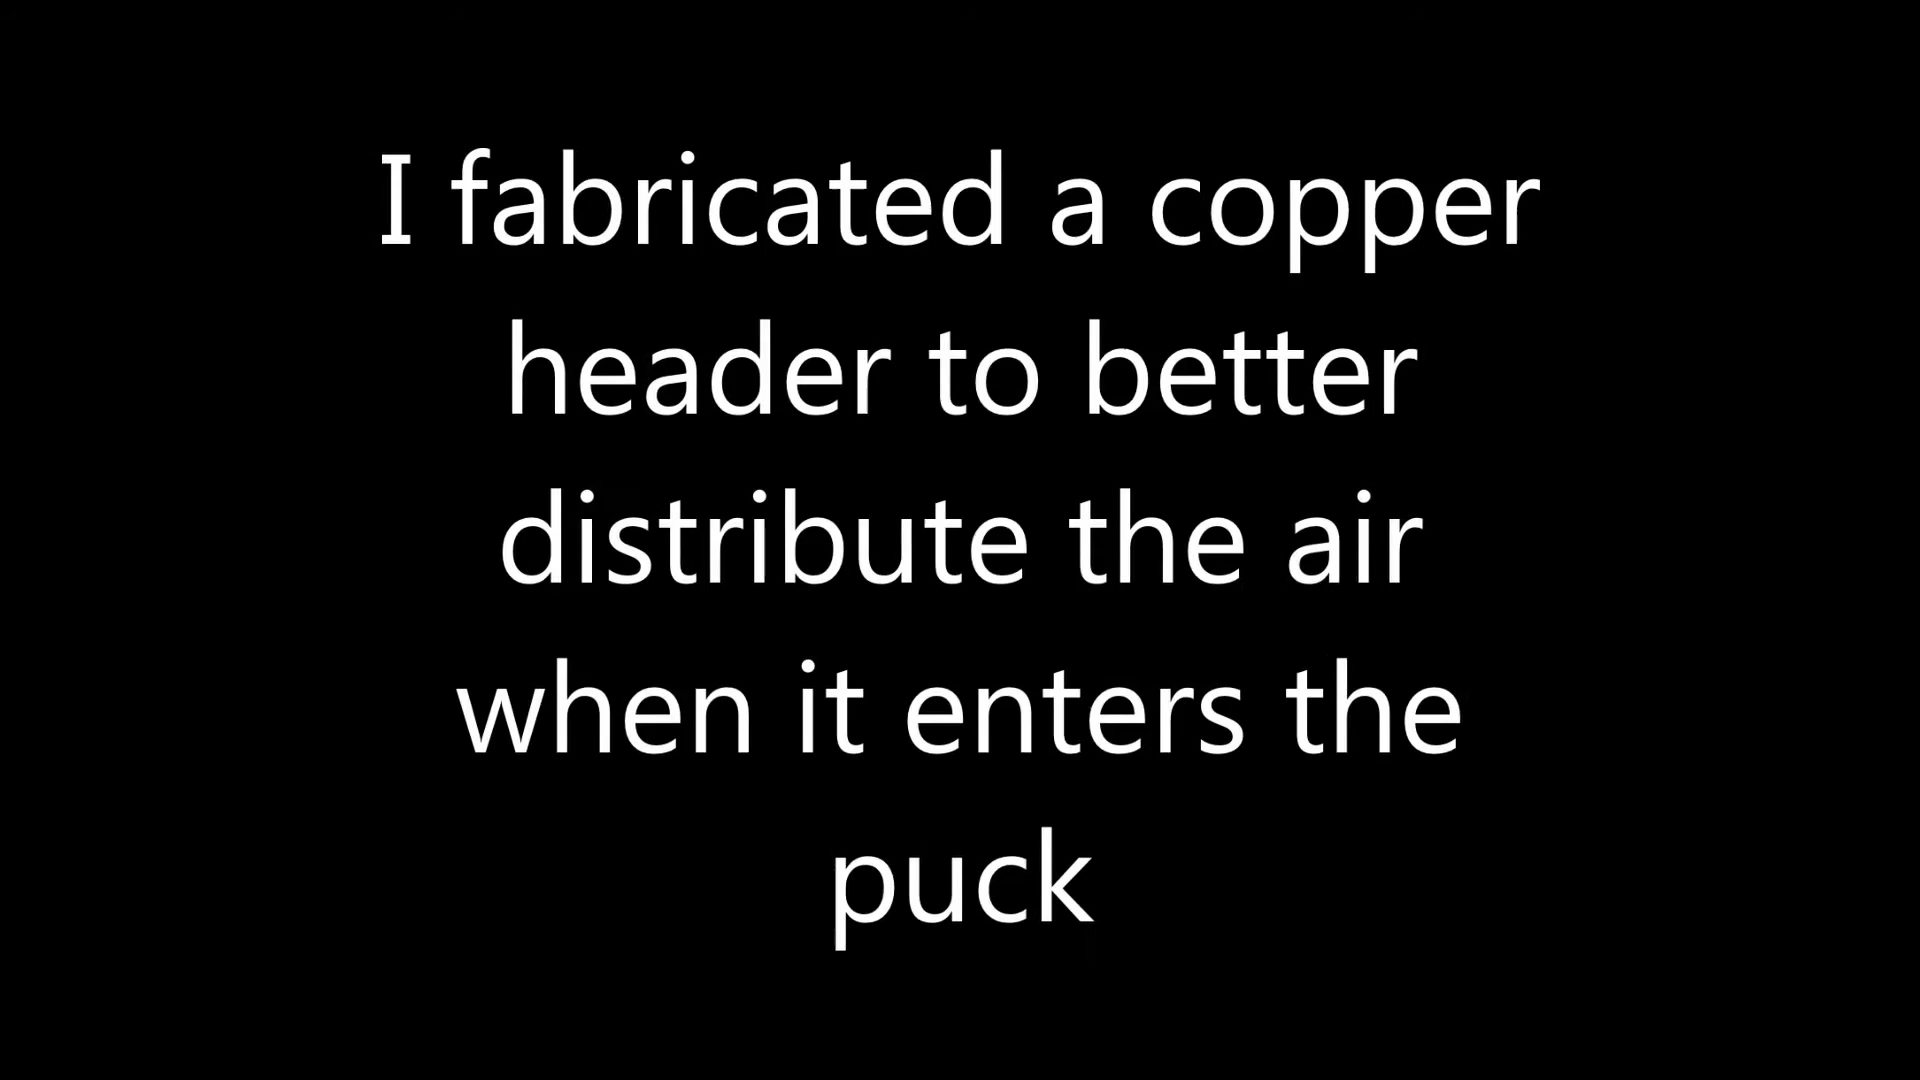 I fabricated a copper
header to better
distribute the air
when it enters the
puck